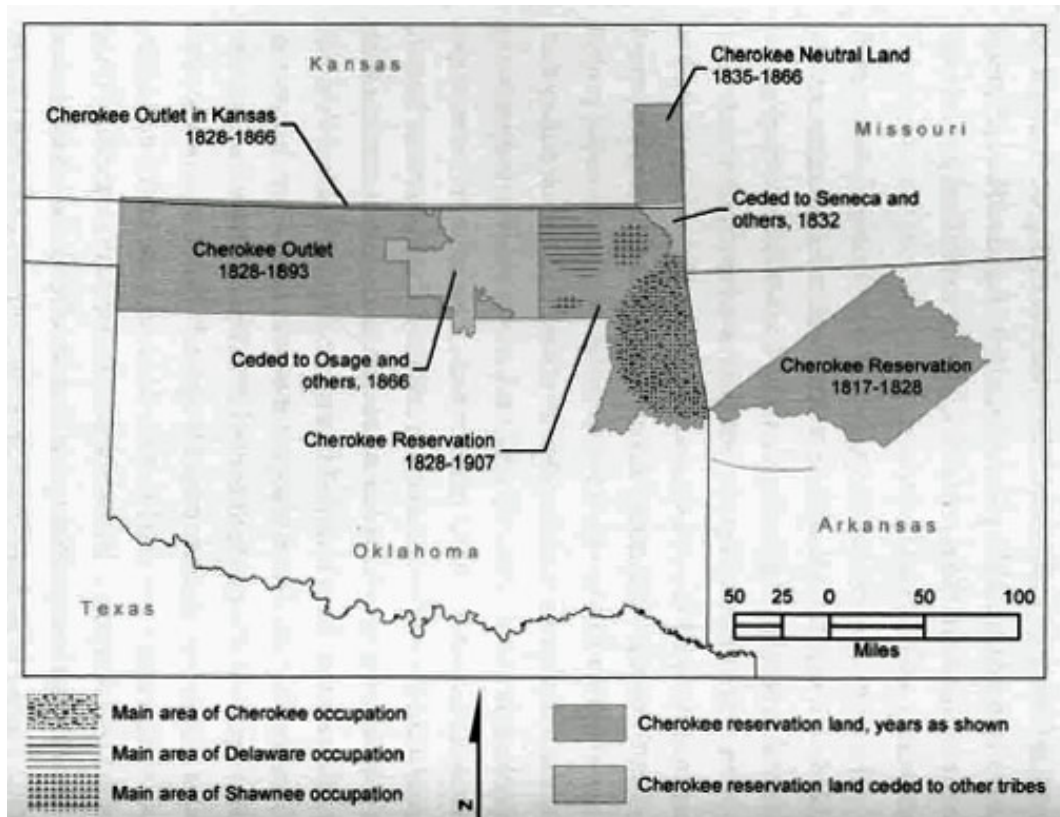 Kansas
Cherokee Neutral Land
1835-1866
Cherokee Outlet in Kansas
1828-1866
Missouri
Ceded to Seneca and
others, 1832
Cherokee Outlet
1828-1893
Ceded to Osage and
others, 1866
Cherokee Reservation
1817-1828
Cherokee Reservation
1828-1907
Oklahoma
Arkansas
Texas
50 25 0 50 100
Miles
Main area of Cherokee occupation
Main area of Delaware occupation
Main area of Shawnee occupation
N
Cherokee reservation land, years as shown
Cherokee reservation land ceded to other tribes